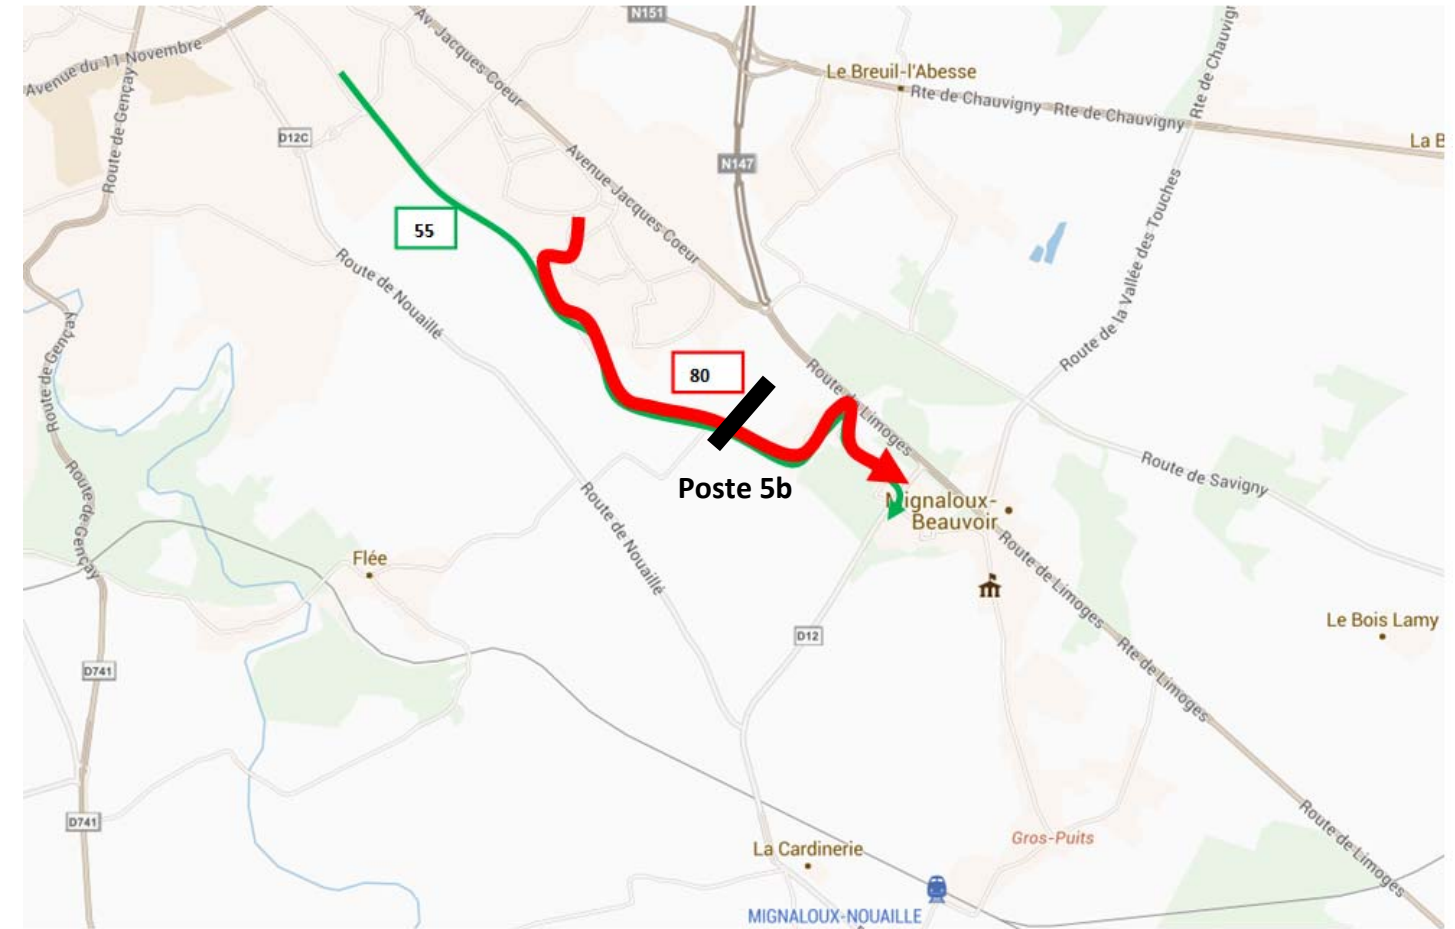 N151
Av. Jacques Coeur
Avenue du 11 Novembre
Le Breuil-l'Abesse
Rte de Chauvigny
Rte de Chauvigny
Rte de Chauvig
Route de Gençay
D12C
La B
N147
Avenue Jacques Coeur
55
Route de la Vallée des Touches
Route de Nouaillé
Route de Gençay
80
Route de Limoges
Route de Savigny
Poste 5b
Mignaloux-
Beauvoir
Route de Gençay
Route de Nouaillé
Flée
Route de Limoges
Le Bois Lamy
D12
Rte de Limoges
D741
D741
Route de Limoges
Gros-Puits
La Cardinerie
MIGNALOUX-NOUAILLE